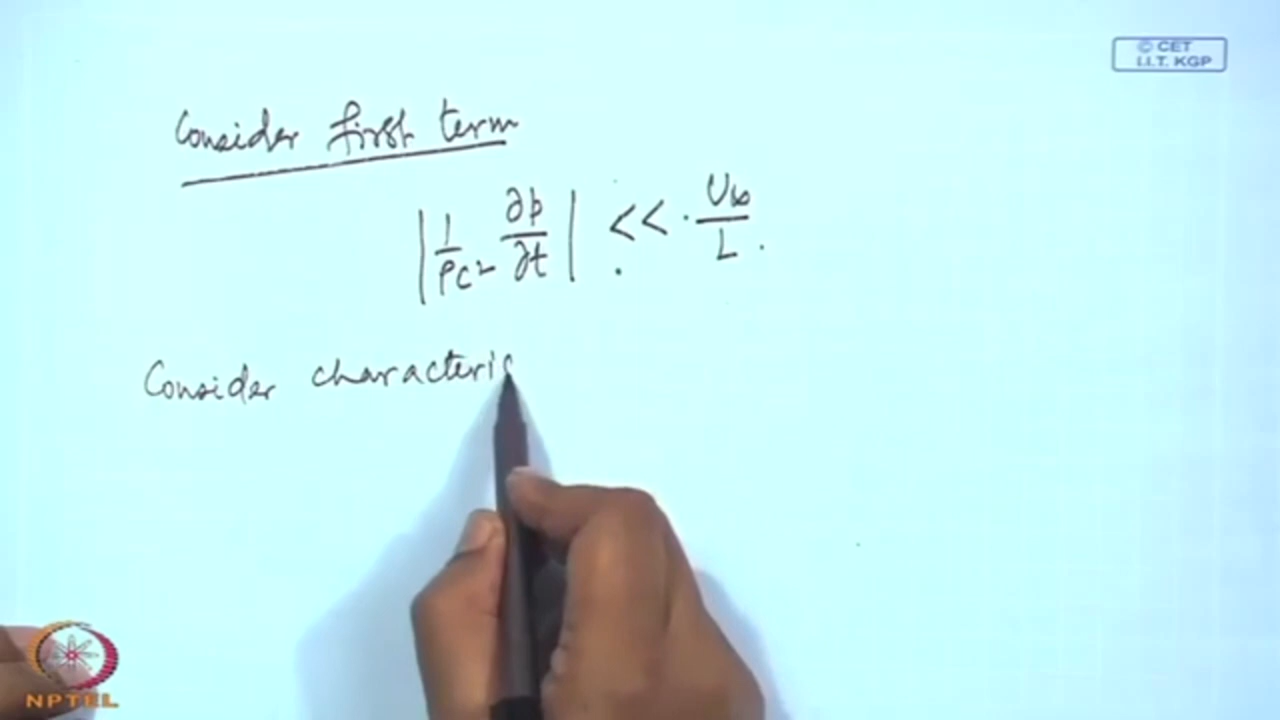 © CET
I.I.T. KGP
Consider first term
| 1/ρc² ∂p/∂t | << U∞/L .
Consider characteris
NPTEL